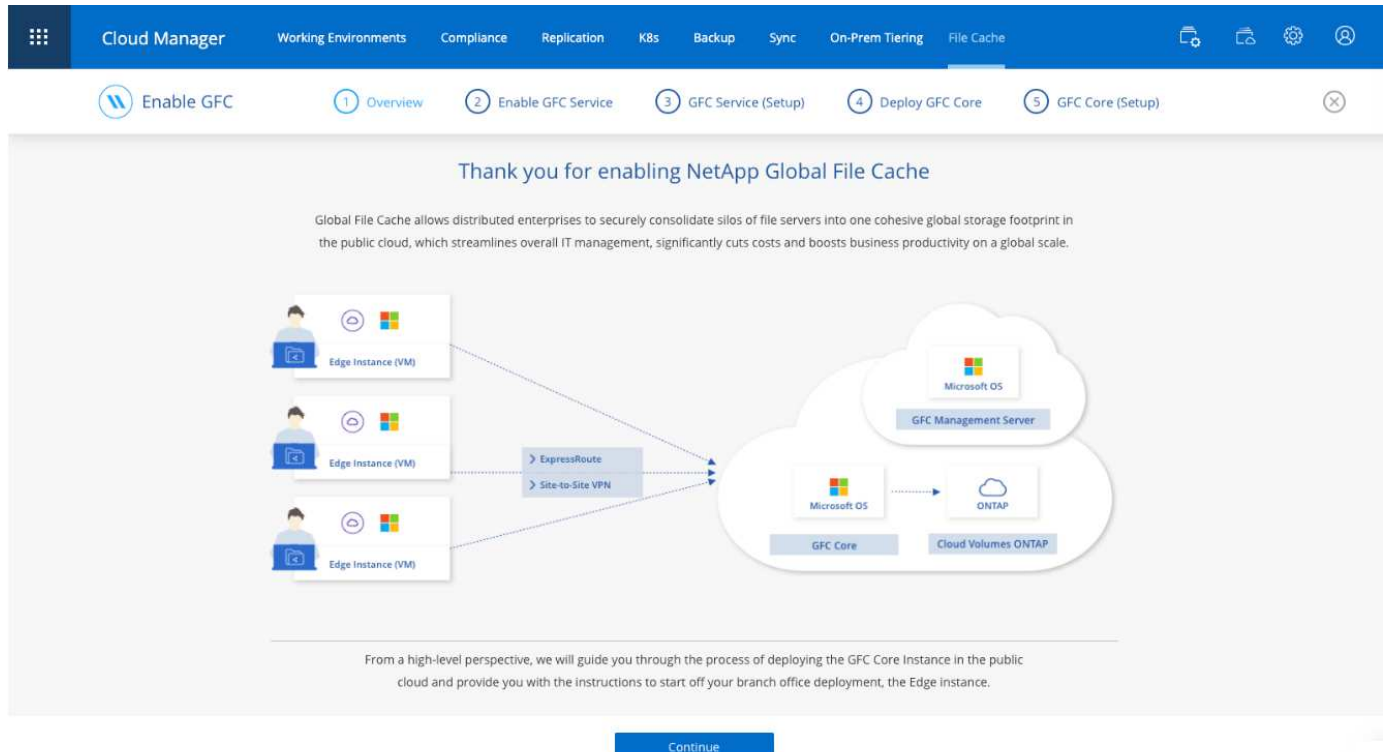 Cloud Manager
Working Environments
Compliance
Replication
K8s
Backup
Sync
On-Prem Tiering
File Cache
Enable GFC
1 Overview
2 Enable GFC Service
3 GFC Service (Setup)
4 Deploy GFC Core
5 GFC Core (Setup)
Thank you for enabling NetApp Global File Cache
Global File Cache allows distributed enterprises to securely consolidate silos of file servers into one cohesive global storage footprint in
the public cloud, which streamlines overall IT management, significantly cuts costs and boosts business productivity on a global scale.
Edge Instance (VM)
Edge Instance (VM)
Edge Instance (VM)
> ExpressRoute
> Site-to-Site VPN
Microsoft OS
GFC Management Server
Microsoft OS
GFC Core
ONTAP
Cloud Volumes ONTAP
From a high-level perspective, we will guide you through the process of deploying the GFC Core Instance in the public
cloud and provide you with the instructions to start off your branch office deployment, the Edge instance.
Continue